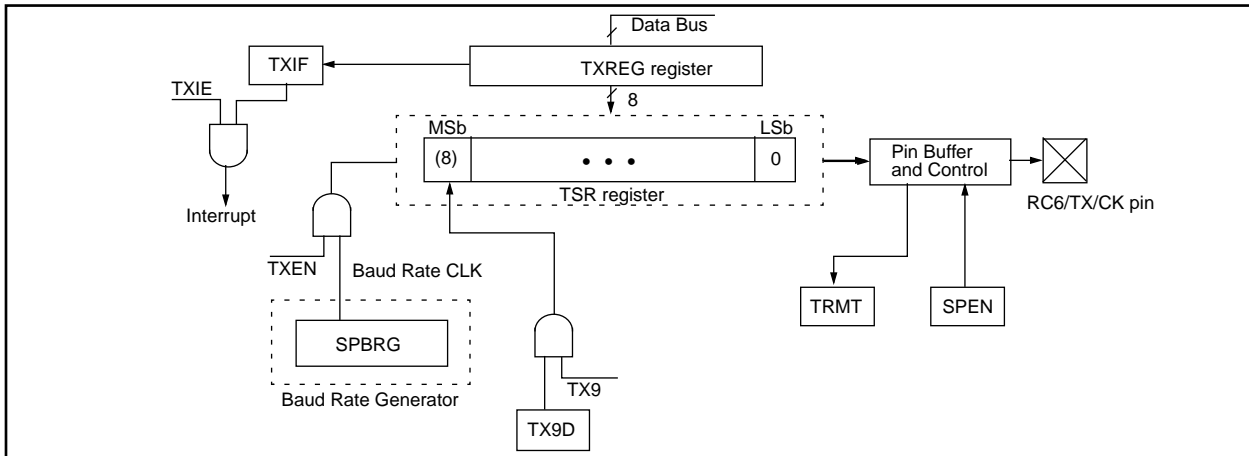 Data Bus
TXIF
TXREG register
TXIE
8
MSb
LSb
(8)
• • •
0
Pin Buffer
and Control
TSR register
Interrupt
RC6/TX/CK pin
TXEN
Baud Rate CLK
TRMT
SPEN
SPBRG
TX9
Baud Rate Generator
TX9D